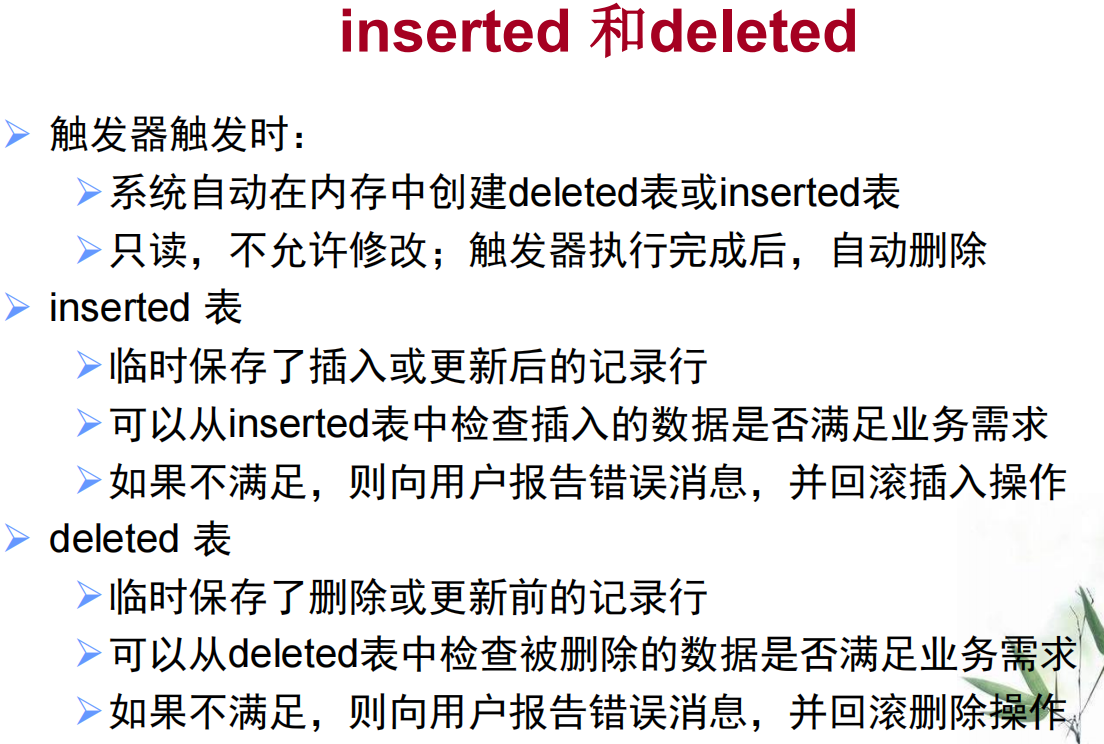 inserted 和deleted
触发器触发时：
系统自动在内存中创建deleted表或inserted表
只读，不允许修改；触发器执行完成后，自动删除
inserted 表
临时保存了插入或更新后的记录行
可以从inserted表中检查插入的数据是否满足业务需求
如果不满足，则向用户报告错误消息，并回滚插入操作
deleted 表
临时保存了删除或更新前的记录行
可以从deleted表中检查被删除的数据是否满足业务需求
如果不满足，则向用户报告错误消息，并回滚删除操作